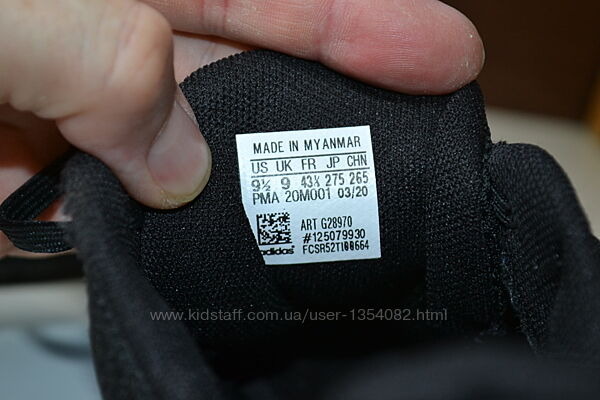 MADE IN MYANMAR
US UK FR JP CHN
9½ 9 43⅓ 275 265
PMA 20M001 03/20
ART G28970
#125079930
adidas
www.kidstaff.com.ua/user-1354082.html